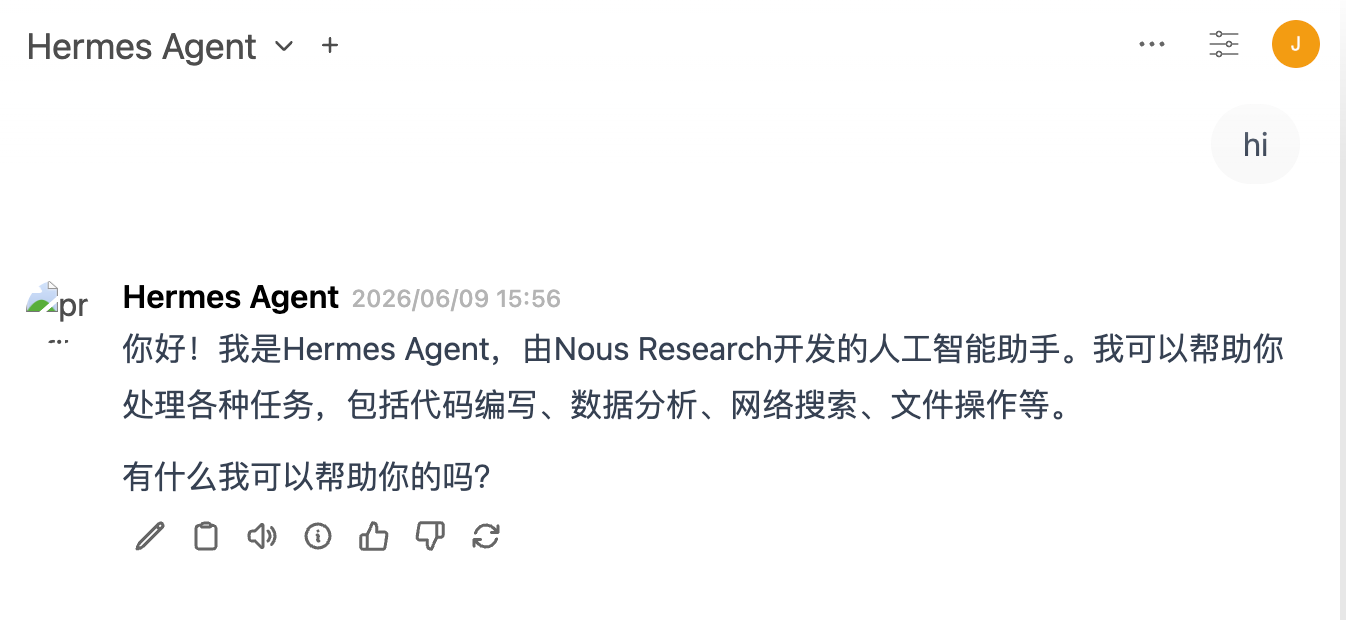 Hermes Agent
J
hi
pr
...
Hermes Agent 2026/06/09 15:56
你好！我是Hermes Agent，由Nous Research开发的人工智能助手。我可以帮助你
处理各种任务，包括代码编写、数据分析、网络搜索、文件操作等。
有什么我可以帮助你的吗?